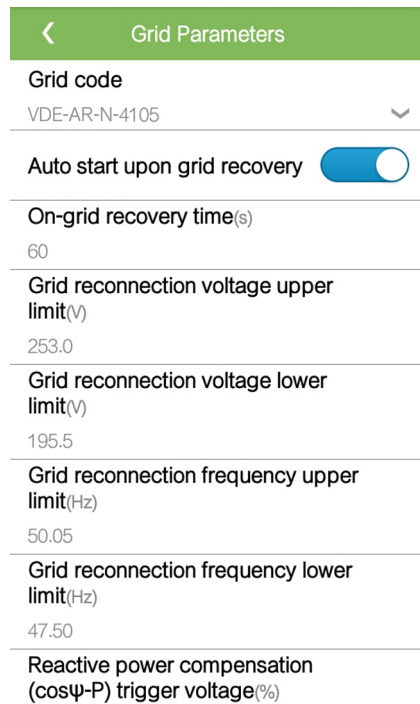 Grid Parameters
Grid code
VDE-AR-N-4105
Auto start upon grid recovery
On-grid recovery time(s)
60
Grid reconnection voltage upper
limit(V)
253.0
Grid reconnection voltage lower
limit(V)
195.5
Grid reconnection frequency upper
limit(Hz)
50.05
Grid reconnection frequency lower
limit(Hz)
47.50
Reactive power compensation
(cosψ-P) trigger voltage(%)